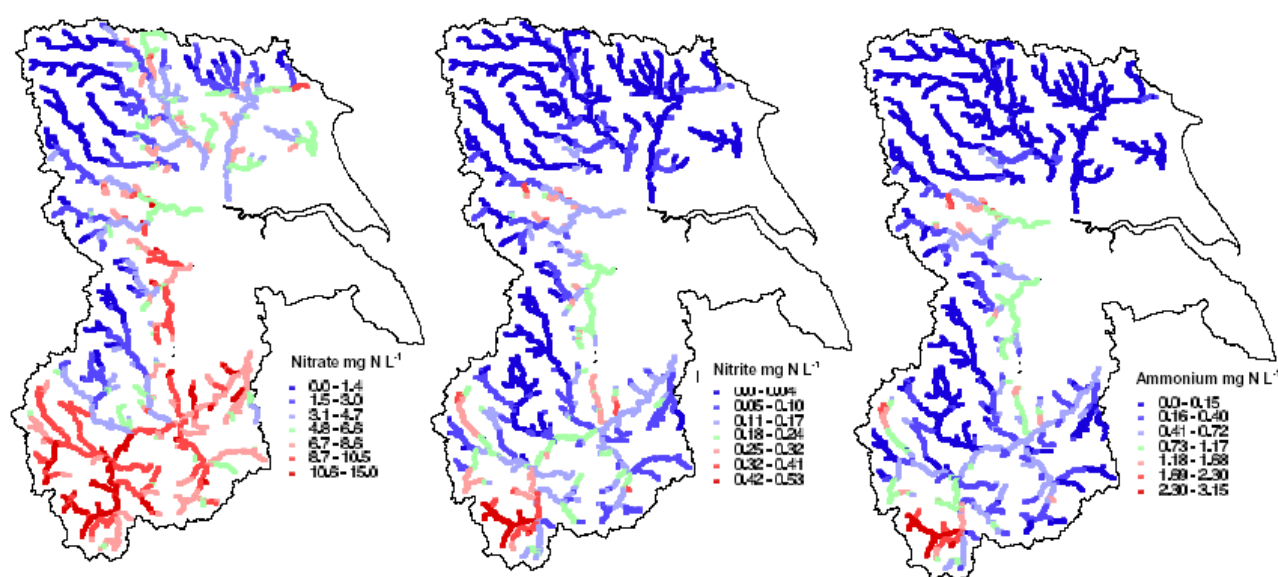 Nitrate mg N L-1
0.0 - 1.4
1.5 - 3.0
3.1 - 4.7
4.8 - 6.6
6.7 - 8.6
8.7 - 10.5
10.6 - 15.0
Nitrite mg N L-1
0.00 - 0.04
0.05 - 0.10
0.11 - 0.17
0.18 - 0.24
0.25 - 0.32
0.32 - 0.41
0.42 - 0.53
Ammonium mg N L-1
0.0 - 0.15
0.16 - 0.40
0.41 - 0.72
0.73 - 1.17
1.18 - 1.68
1.69 - 2.30
2.30 - 3.15